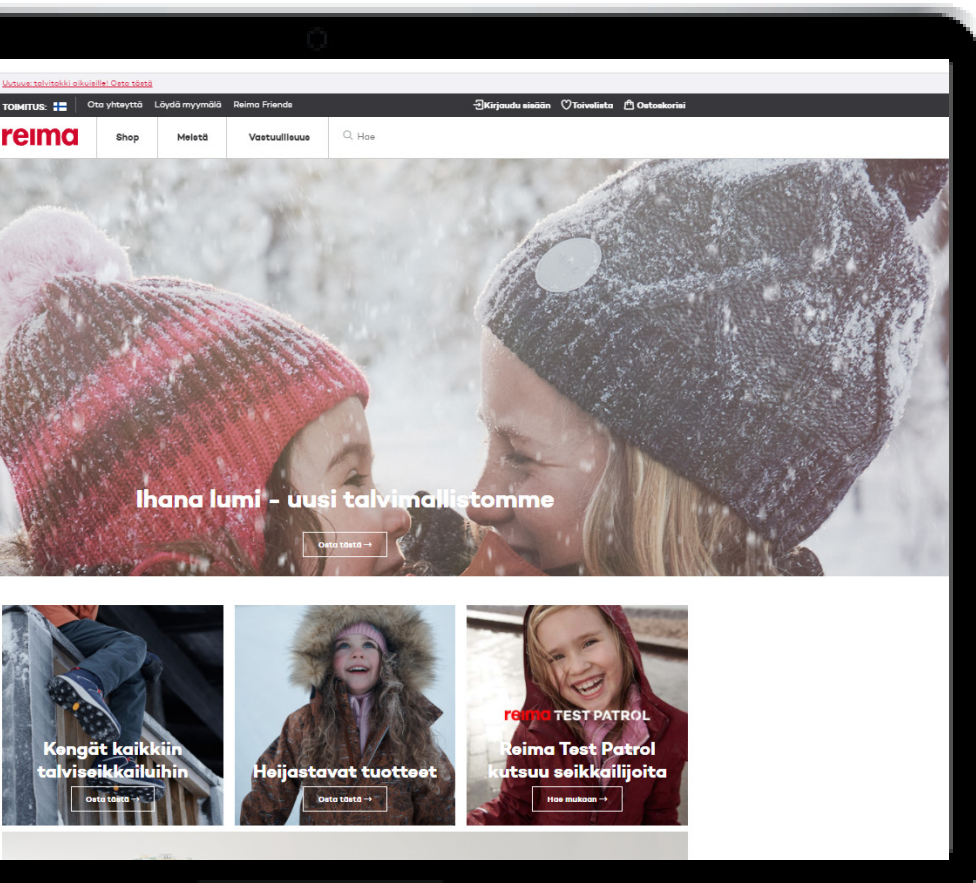 Uutuus: talvitakki aikuisille! Osta tästä
TOIMITUS: Ota yhteyttä Löydä myymälä Reima Friends Kirjaudu sisään Toivelista Ostoskorisi
reima Shop Meistä Vastuullisuus Hae
Ihana lumi - uusi talvimallistomme
Osta tästä →
Kengät kaikkiin
talviseikkailuihin
Osta tästä →
Heijastavat tuotteet
Osta tästä →
reima TEST PATROL
Reima Test Patrol
kutsuu seikkailijoita
Hae mukaan →